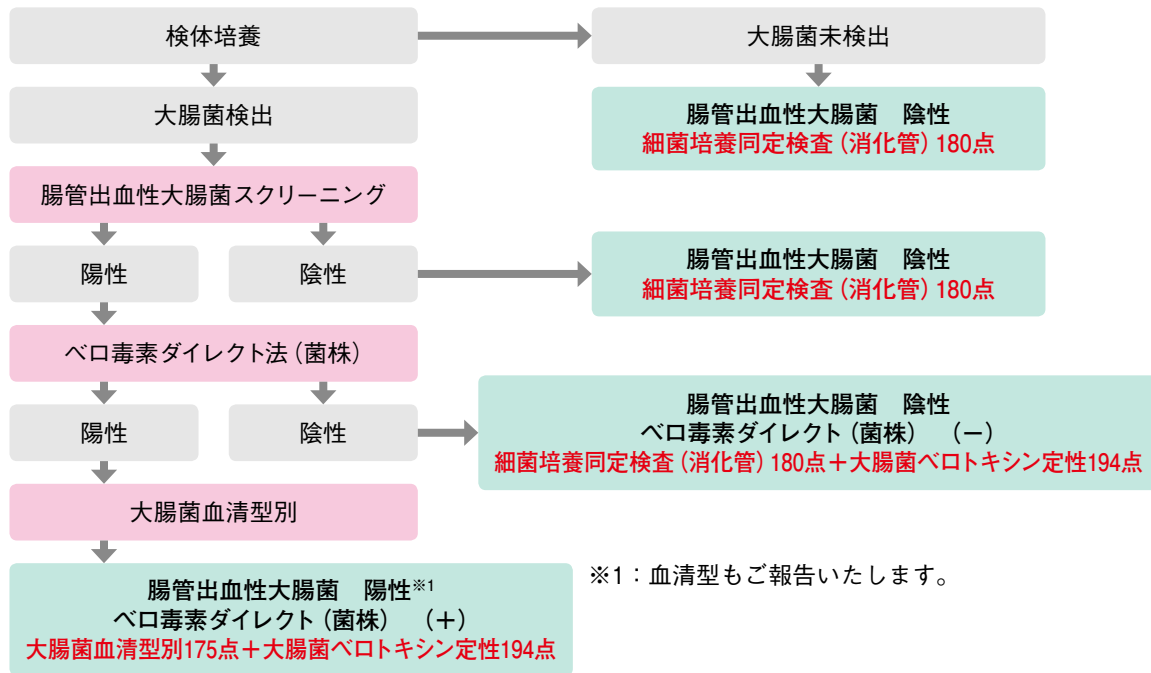 検体培養
大腸菌未検出
大腸菌検出
腸管出血性大腸菌　陰性
細菌培養同定検査（消化管）180点
腸管出血性大腸菌スクリーニング
陽性
陰性
腸管出血性大腸菌　陰性
細菌培養同定検査（消化管）180点
ベロ毒素ダイレクト法（菌株）
陽性
陰性
腸管出血性大腸菌　陰性
ベロ毒素ダイレクト（菌株）　（－）
細菌培養同定検査（消化管）180点＋大腸菌ベロトキシン定性194点
大腸菌血清型別
腸管出血性大腸菌　陽性※1
ベロ毒素ダイレクト（菌株）　（＋）
大腸菌血清型別175点＋大腸菌ベロトキシン定性194点
※1：血清型もご報告いたします。